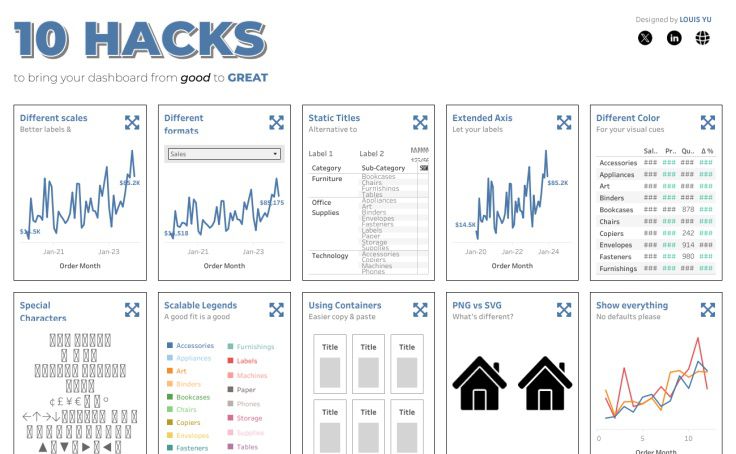 10 HACKS
to bring your dashboard from good to GREAT
Designed by LOUIS YU
Different scales
Better labels &
$85.2K
$14.5K
Jan-21 Jan-23
Order Month
Different
formats
Sales
$85,175
$14,518
Jan-21 Jan-23
Order Month
Static Titles
Alternative to
Label 1 Label 2
Category Sub-Category
Furniture Bookcases
Chairs
Furnishings
Tables
Office Appliances
Supplies Art
Binders
Envelopes
Fasteners
Labels
Paper
Storage
Supplies
Technology Accessories
Copiers
Machines
Phones
Extended Axis
Let your labels
$85.2K
$14.5K
Jan-20 Jan-22 Jan-24
Order Month
Different Color
For your visual cues
Sal.. Pr.. Qu.. Δ %
Accessories ### ### ### ###
Appliances ### ### ### ###
Art ### ### ### ###
Binders ### ### ### ###
Bookcases ### ### 878 ###
Chairs ### ### ### ###
Copiers ### ### 242 ###
Envelopes ### ### 914 ###
Fasteners ### ### 980 ###
Furnishings ### ### ### ###
Special
Characters
¢£¥€ °
←↑→↓
▲▼▶◀
Scalable Legends
A good fit is a good
Accessories
Appliances
Art
Binders
Bookcases
Chairs
Copiers
Envelopes
Fasteners
Furnishings
Labels
Machines
Paper
Phones
Storage
Supplies
Tables
Using Containers
Easier copy & paste
Title Title Title
Title Title Title
PNG vs SVG
What's different?
Show everything
No defaults please
0 5 10
Order Month